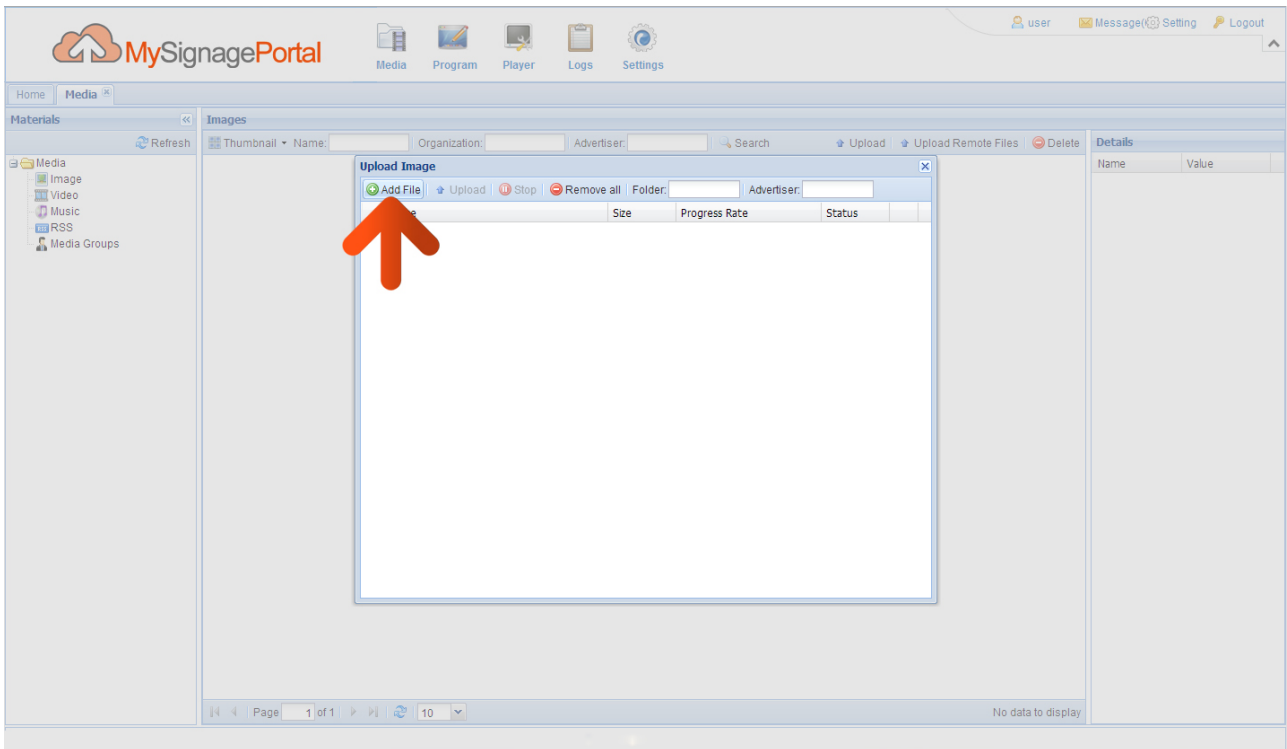 user Message( Setting Logout
MySignagePortal
Media Program Player Logs Settings
Home Media
Materials Images
Refresh Thumbnail Name: Organization: Advertiser: Search Upload Upload Remote Files Delete Details
Media Name Value
Image
Video
Music
RSS
Media Groups
Upload Image
Add File Upload Stop Remove all Folder: Advertiser:
Size Progress Rate Status
Page 1 of 1 10 No data to display